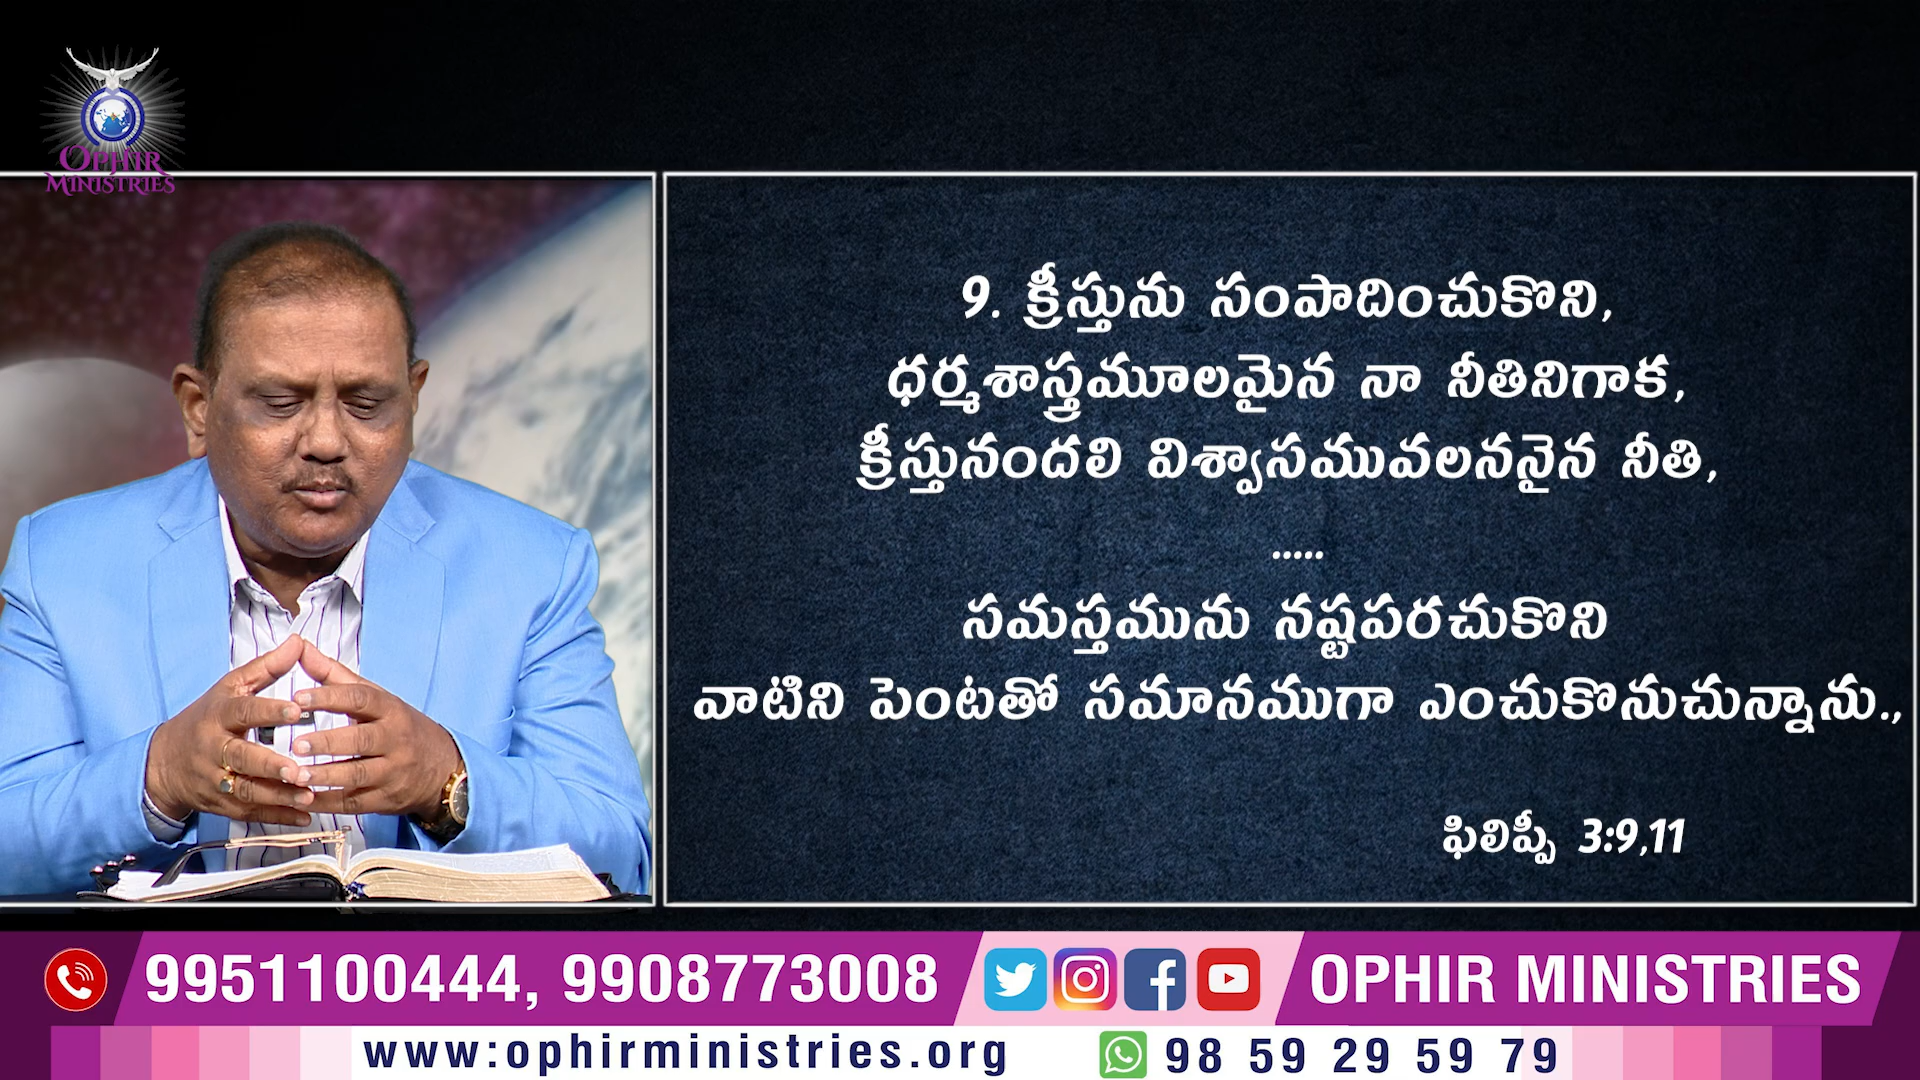 OPHIR
MINISTRIES
9. క్రీస్తును సంపాదించుకొని,
ధర్మశాస్త్రమూలమైన నా నీతినిగాక,
క్రీస్తునందలి విశ్వాసమువలననైన నీతి,
.....
సమస్తమును నష్టపరచుకొని
వాటిని పెంటతో సమానముగా ఎంచుకొనుచున్నాను.,
ఫిలిప్పీ 3:9,11
9951100444, 9908773008
OPHIR MINISTRIES
www:ophirministries.org
98 59 29 59 79